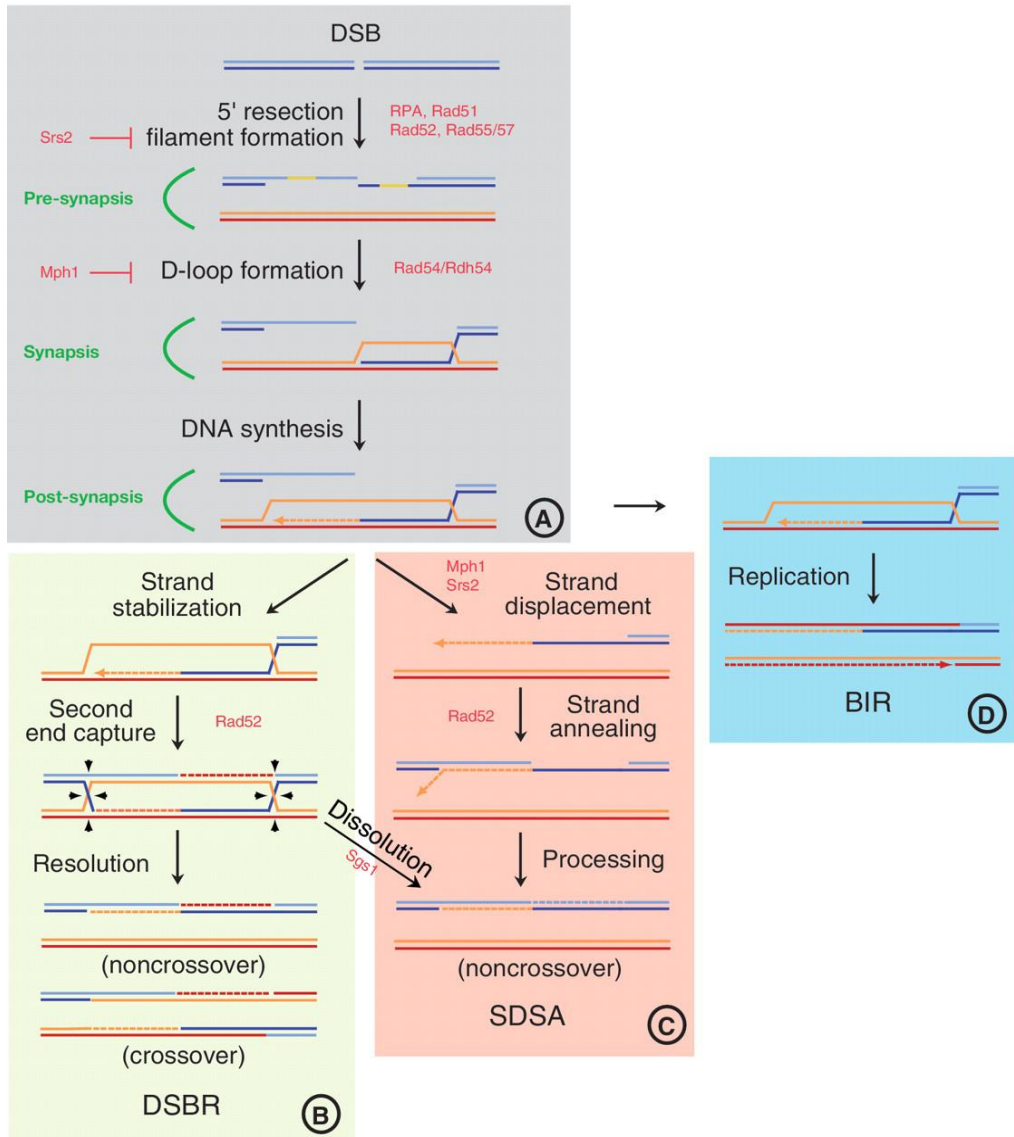 DSB
5' resection
filament formation
RPA, Rad51
Rad52, Rad55/57
Srs2
Pre-synapsis
Mph1
D-loop formation
Rad54/Rdh54
Synapsis
DNA synthesis
Post-synapsis
A
Strand
stabilization
Second
end capture
Rad52
Resolution
(noncrossover)
(crossover)
DSBR
B
Dissolution
Sgs1
Mph1
Srs2
Strand
displacement
Rad52
Strand
annealing
Processing
(noncrossover)
SDSA
C
Replication
BIR
D